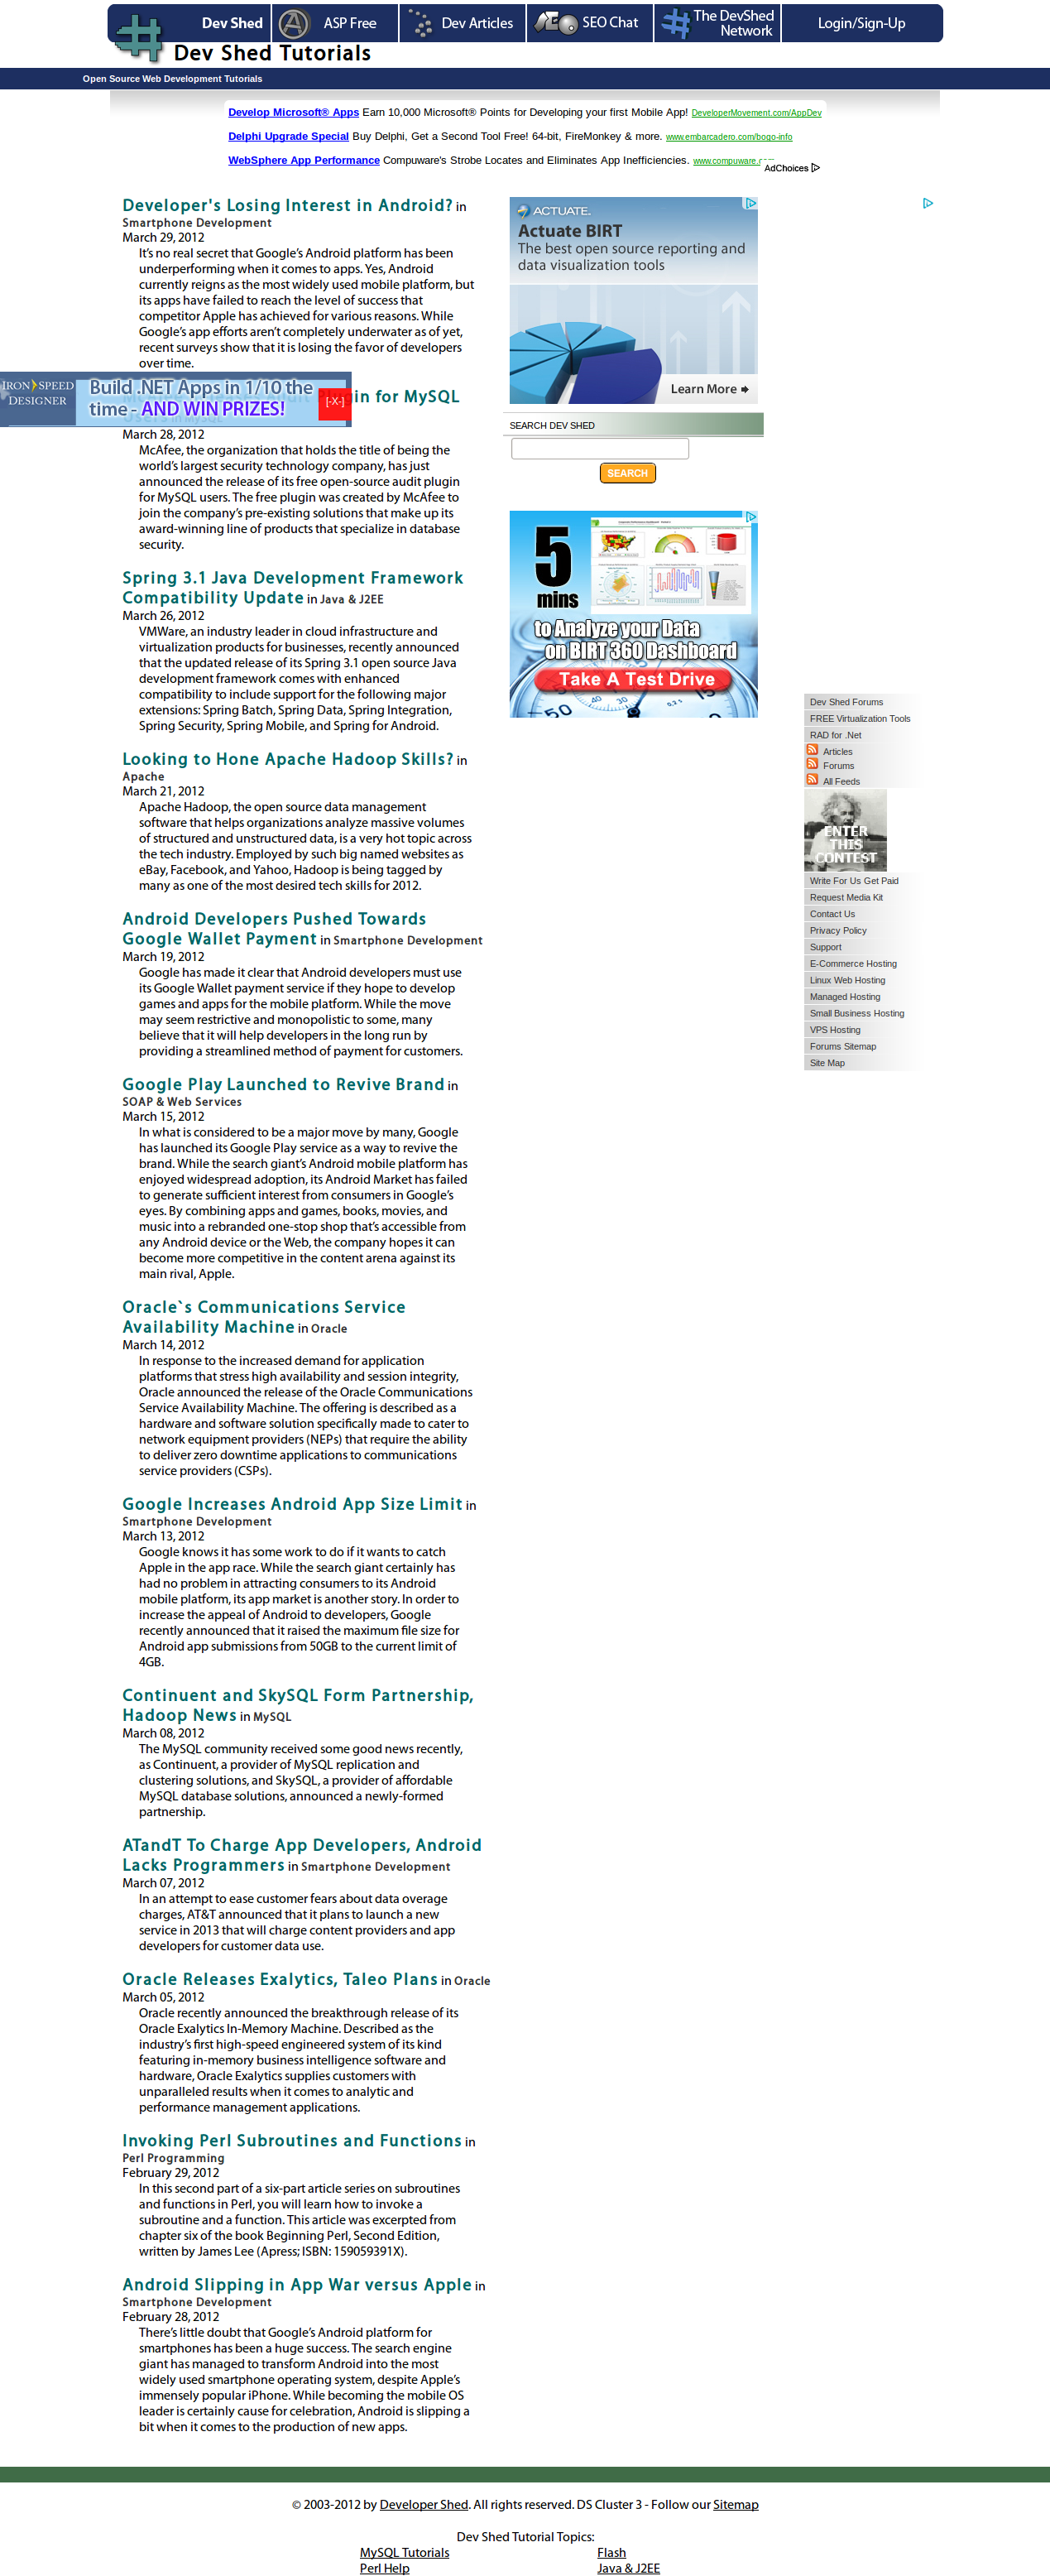 Dev Shed
ASP Free
Dev Articles
SEO Chat
The DevShed
Network
Login/Sign-Up
Dev Shed Tutorials
Open Source Web Development Tutorials
Develop Microsoft® Apps Earn 10,000 Microsoft® Points for Developing your first Mobile App! DeveloperMovement.com/AppDev
Delphi Upgrade Special Buy Delphi, Get a Second Tool Free! 64-bit, FireMonkey & more. www.embarcadero.com/bogo-info
WebSphere App Performance Compuware's Strobe Locates and Eliminates App Inefficiencies. www.compuware.com
AdChoices
Developer's Losing Interest in Android? in
Smartphone Development
March 29, 2012
It's no real secret that Google's Android platform has been
underperforming when it comes to apps. Yes, Android
currently reigns as the most widely used mobile platform, but
its apps have failed to reach the level of success that
competitor Apple has achieved for various reasons. While
Google's app efforts aren't completely underwater as of yet,
recent surveys show that it is losing the favor of developers
over time.
IRON SPEED
DESIGNER
Build .NET Apps in 1/10 the
time - AND WIN PRIZES!
[-X-]
for MySQL
March 28, 2012
McAfee, the organization that holds the title of being the
world's largest security technology company, has just
announced the release of its free open-source audit plugin
for MySQL users. The free plugin was created by McAfee to
join the company's pre-existing solutions that make up its
award-winning line of products that specialize in database
security.
Spring 3.1 Java Development Framework
Compatibility Update in Java & J2EE
March 26, 2012
VMWare, an industry leader in cloud infrastructure and
virtualization products for businesses, recently announced
that the updated release of its Spring 3.1 open source Java
development framework comes with enhanced
compatibility to include support for the following major
extensions: Spring Batch, Spring Data, Spring Integration,
Spring Security, Spring Mobile, and Spring for Android.
Looking to Hone Apache Hadoop Skills? in
Apache
March 21, 2012
Apache Hadoop, the open source data management
software that helps organizations analyze massive volumes
of structured and unstructured data, is a very hot topic across
the tech industry. Employed by such big named websites as
eBay, Facebook, and Yahoo, Hadoop is being tagged by
many as one of the most desired tech skills for 2012.
Android Developers Pushed Towards
Google Wallet Payment in Smartphone Development
March 19, 2012
Google has made it clear that Android developers must use
its Google Wallet payment service if they hope to develop
games and apps for the mobile platform. While the move
may seem restrictive and monopolistic to some, many
believe that it will help developers in the long run by
providing a streamlined method of payment for customers.
Google Play Launched to Revive Brand in
SOAP & Web Services
March 15, 2012
In what is considered to be a major move by many, Google
has launched its Google Play service as a way to revive the
brand. While the search giant's Android mobile platform has
enjoyed widespread adoption, its Android Market has failed
to generate sufficient interest from consumers in Google's
eyes. By combining apps and games, books, movies, and
music into a rebranded one-stop shop that's accessible from
any Android device or the Web, the company hopes it can
become more competitive in the content arena against its
main rival, Apple.
Oracle`s Communications Service
Availability Machine in Oracle
March 14, 2012
In response to the increased demand for application
platforms that stress high availability and session integrity,
Oracle announced the release of the Oracle Communications
Service Availability Machine. The offering is described as a
hardware and software solution specifically made to cater to
network equipment providers (NEPs) that require the ability
to deliver zero downtime applications to communications
service providers (CSPs).
Google Increases Android App Size Limit in
Smartphone Development
March 13, 2012
Google knows it has some work to do if it wants to catch
Apple in the app race. While the search giant certainly has
had no problem in attracting consumers to its Android
mobile platform, its app market is another story. In order to
increase the appeal of Android to developers, Google
recently announced that it raised the maximum file size for
Android app submissions from 50GB to the current limit of
4GB.
Continuent and SkySQL Form Partnership,
Hadoop News in MySQL
March 08, 2012
The MySQL community received some good news recently,
as Continuent, a provider of MySQL replication and
clustering solutions, and SkySQL, a provider of affordable
MySQL database solutions, announced a newly-formed
partnership.
ATandT To Charge App Developers, Android
Lacks Programmers in Smartphone Development
March 07, 2012
In an attempt to ease customer fears about data overage
charges, AT&T announced that it plans to launch a new
service in 2013 that will charge content providers and app
developers for customer data use.
Oracle Releases Exalytics, Taleo Plans in Oracle
March 05, 2012
Oracle recently announced the breakthrough release of its
Oracle Exalytics In-Memory Machine. Described as the
industry's first high-speed engineered system of its kind
featuring in-memory business intelligence software and
hardware, Oracle Exalytics supplies customers with
unparalleled results when it comes to analytic and
performance management applications.
Invoking Perl Subroutines and Functions in
Perl Programming
February 29, 2012
In this second part of a six-part article series on subroutines
and functions in Perl, you will learn how to invoke a
subroutine and a function. This article was excerpted from
chapter six of the book Beginning Perl, Second Edition,
written by James Lee (Apress; ISBN: 159059391X).
Android Slipping in App War versus Apple in
Smartphone Development
February 28, 2012
There's little doubt that Google's Android platform for
smartphones has been a huge success. The search engine
giant has managed to transform Android into the most
widely used smartphone operating system, despite Apple's
immensely popular iPhone. While becoming the mobile OS
leader is certainly cause for celebration, Android is slipping a
bit when it comes to the production of new apps.
ACTUATE.
Actuate BIRT
The best open source reporting and
data visualization tools
Learn More
SEARCH DEV SHED
SEARCH
5
mins
to Analyze your Data
on BIRT 360 Dashboard
TAKE A TEST DRIVE
Dev Shed Forums
FREE Virtualization Tools
RAD for .Net
Articles
Forums
All Feeds
ENTER
THIS
CONTEST
Write For Us Get Paid
Request Media Kit
Contact Us
Privacy Policy
Support
E-Commerce Hosting
Linux Web Hosting
Managed Hosting
Small Business Hosting
VPS Hosting
Forums Sitemap
Site Map
© 2003-2012 by Developer Shed. All rights reserved. DS Cluster 3 - Follow our Sitemap
Dev Shed Tutorial Topics:
MySQL Tutorials
Flash
Perl Help
Java & J2EE